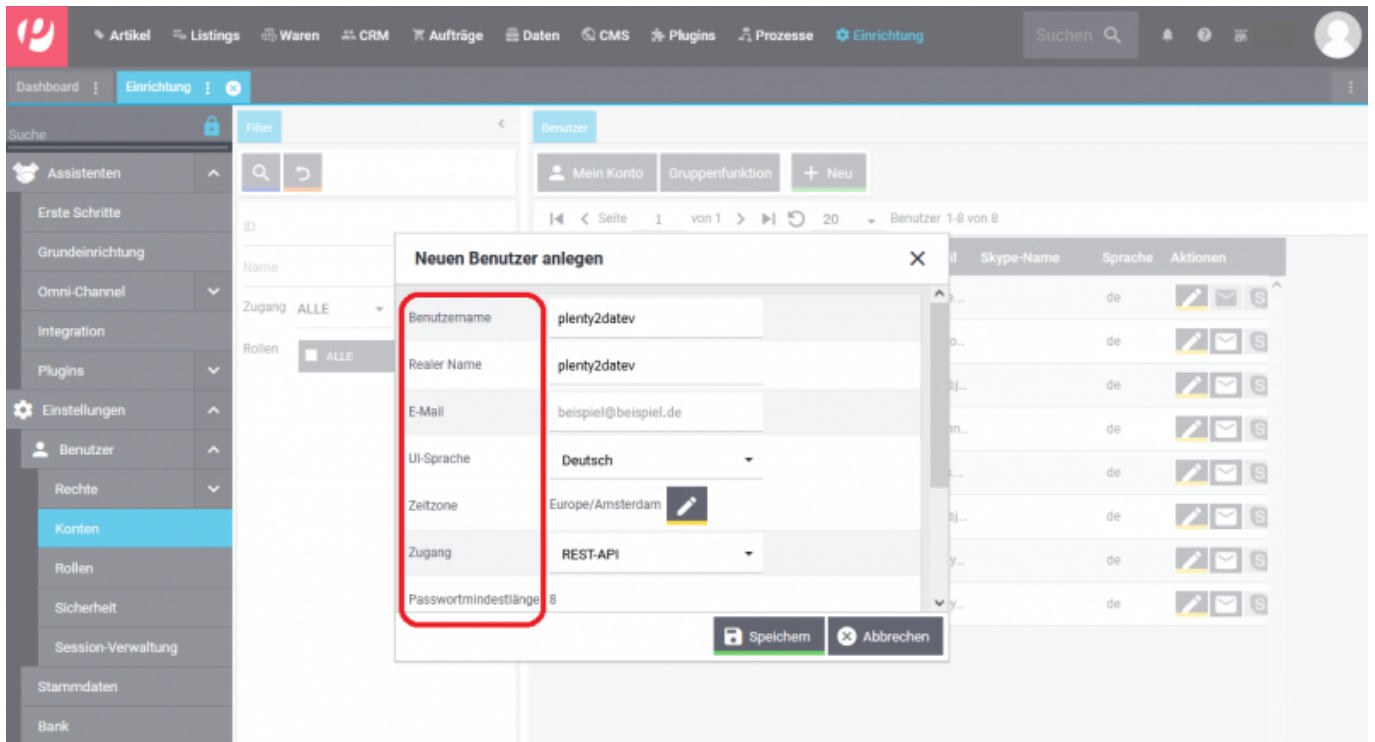 Artikel Listings Waren CRM Aufträge Daten CMS Plugins Prozesse Einrichtung Suchen
Dashboard Einrichtung
Suche
Assistenten
Erste Schritte
Grundeinrichtung
Omni-Channel
Integration
Plugins
Einstellungen
Benutzer
Rechte
Konten
Rollen
Sicherheit
Session-Verwaltung
Stammdaten
Bank
Filter
ID
Name
Zugang ALLE
Rollen ALLE
Benutzer
Mein Konto Gruppenfunktion + Neu
Seite 1 von 1 20 Benutzer 1-8 von 8
Skype-Name Sprache Aktionen
de
de
de
de
de
de
de
de
Neuen Benutzer anlegen
Benutzername plenty2datev
Realer Name plenty2datev
E-Mail beispiel@beispiel.de
UI-Sprache Deutsch
Zeitzone Europe/Amsterdam
Zugang REST-API
Passwortmindestlänge 8
Speichern Abbrechen